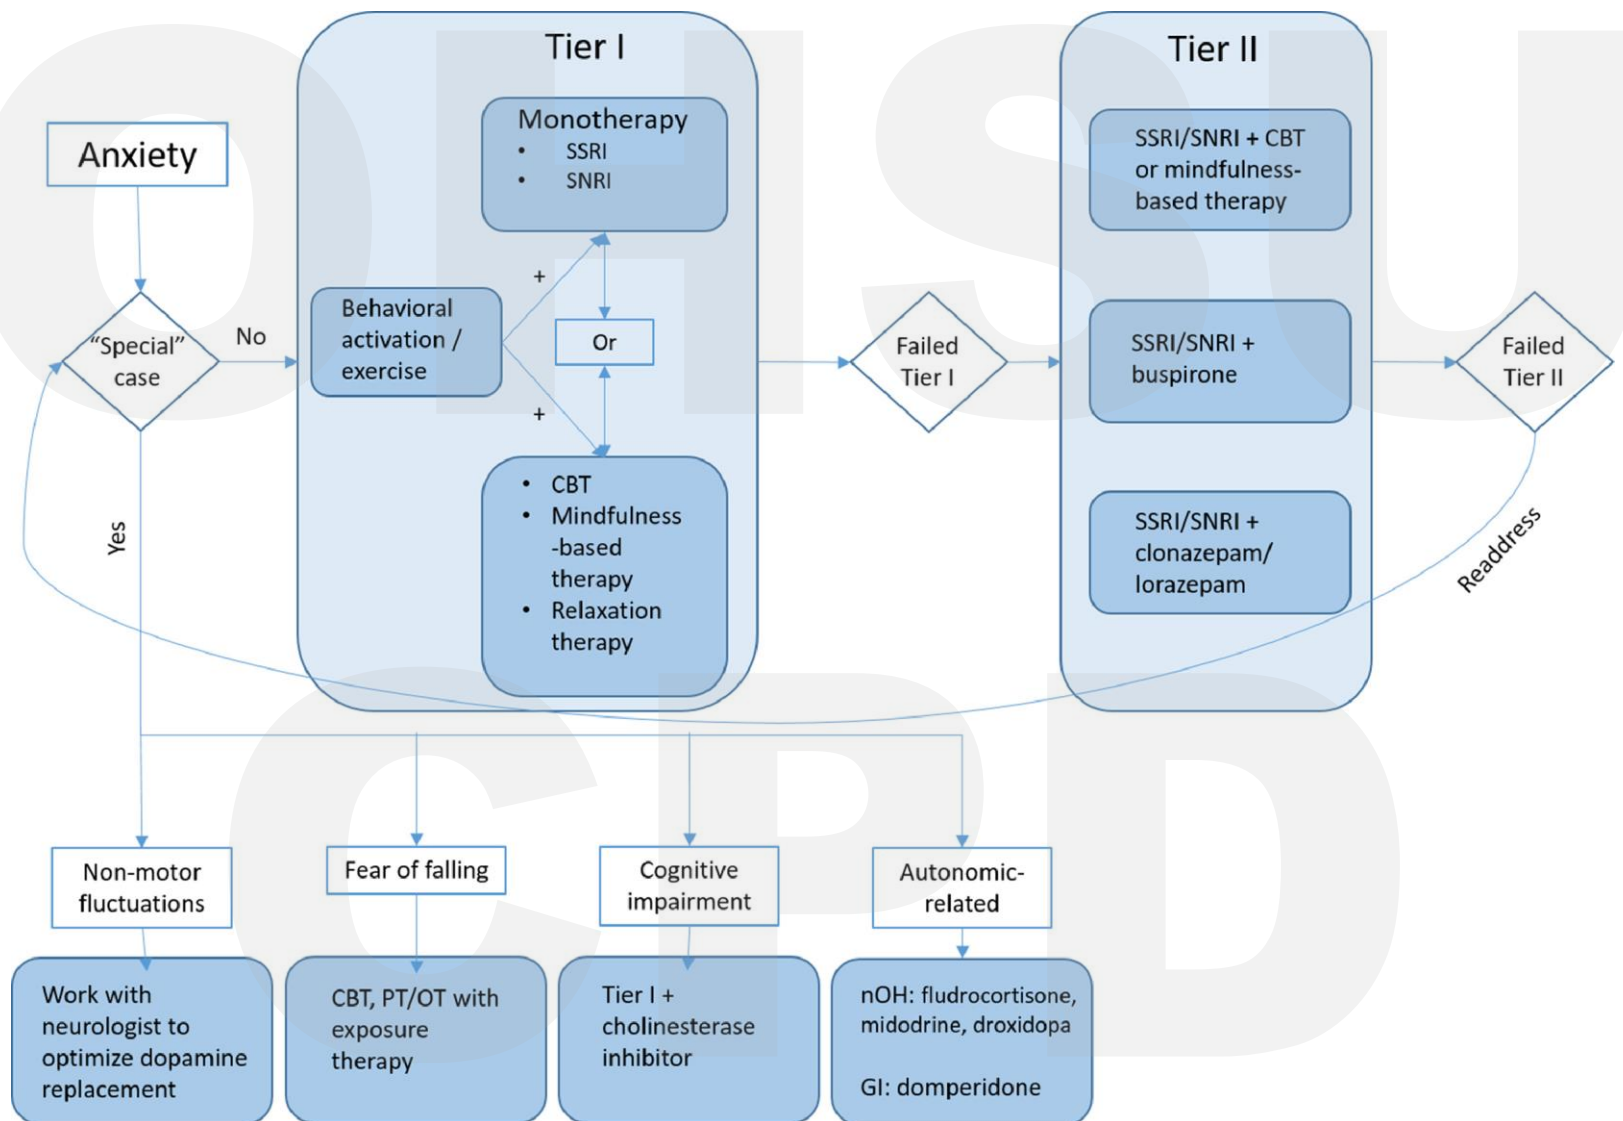 OHSU
CPD
Anxiety
“Special”
case
No
Yes
Tier I
Monotherapy
• SSRI
• SNRI
Behavioral
activation /
exercise
+
Or
+
• CBT
• Mindfulness
-based
therapy
• Relaxation
therapy
Failed
Tier I
Tier II
SSRI/SNRI + CBT
or mindfulness-
based therapy
SSRI/SNRI +
buspirone
SSRI/SNRI +
clonazepam/
lorazepam
Failed
Tier II
Readdress
Non-motor
fluctuations
Work with
neurologist to
optimize dopamine
replacement
Fear of falling
CBT, PT/OT with
exposure
therapy
Cognitive
impairment
Tier I +
cholinesterase
inhibitor
Autonomic-
related
nOH: fludrocortisone,
midodrine, droxidopa
GI: domperidone